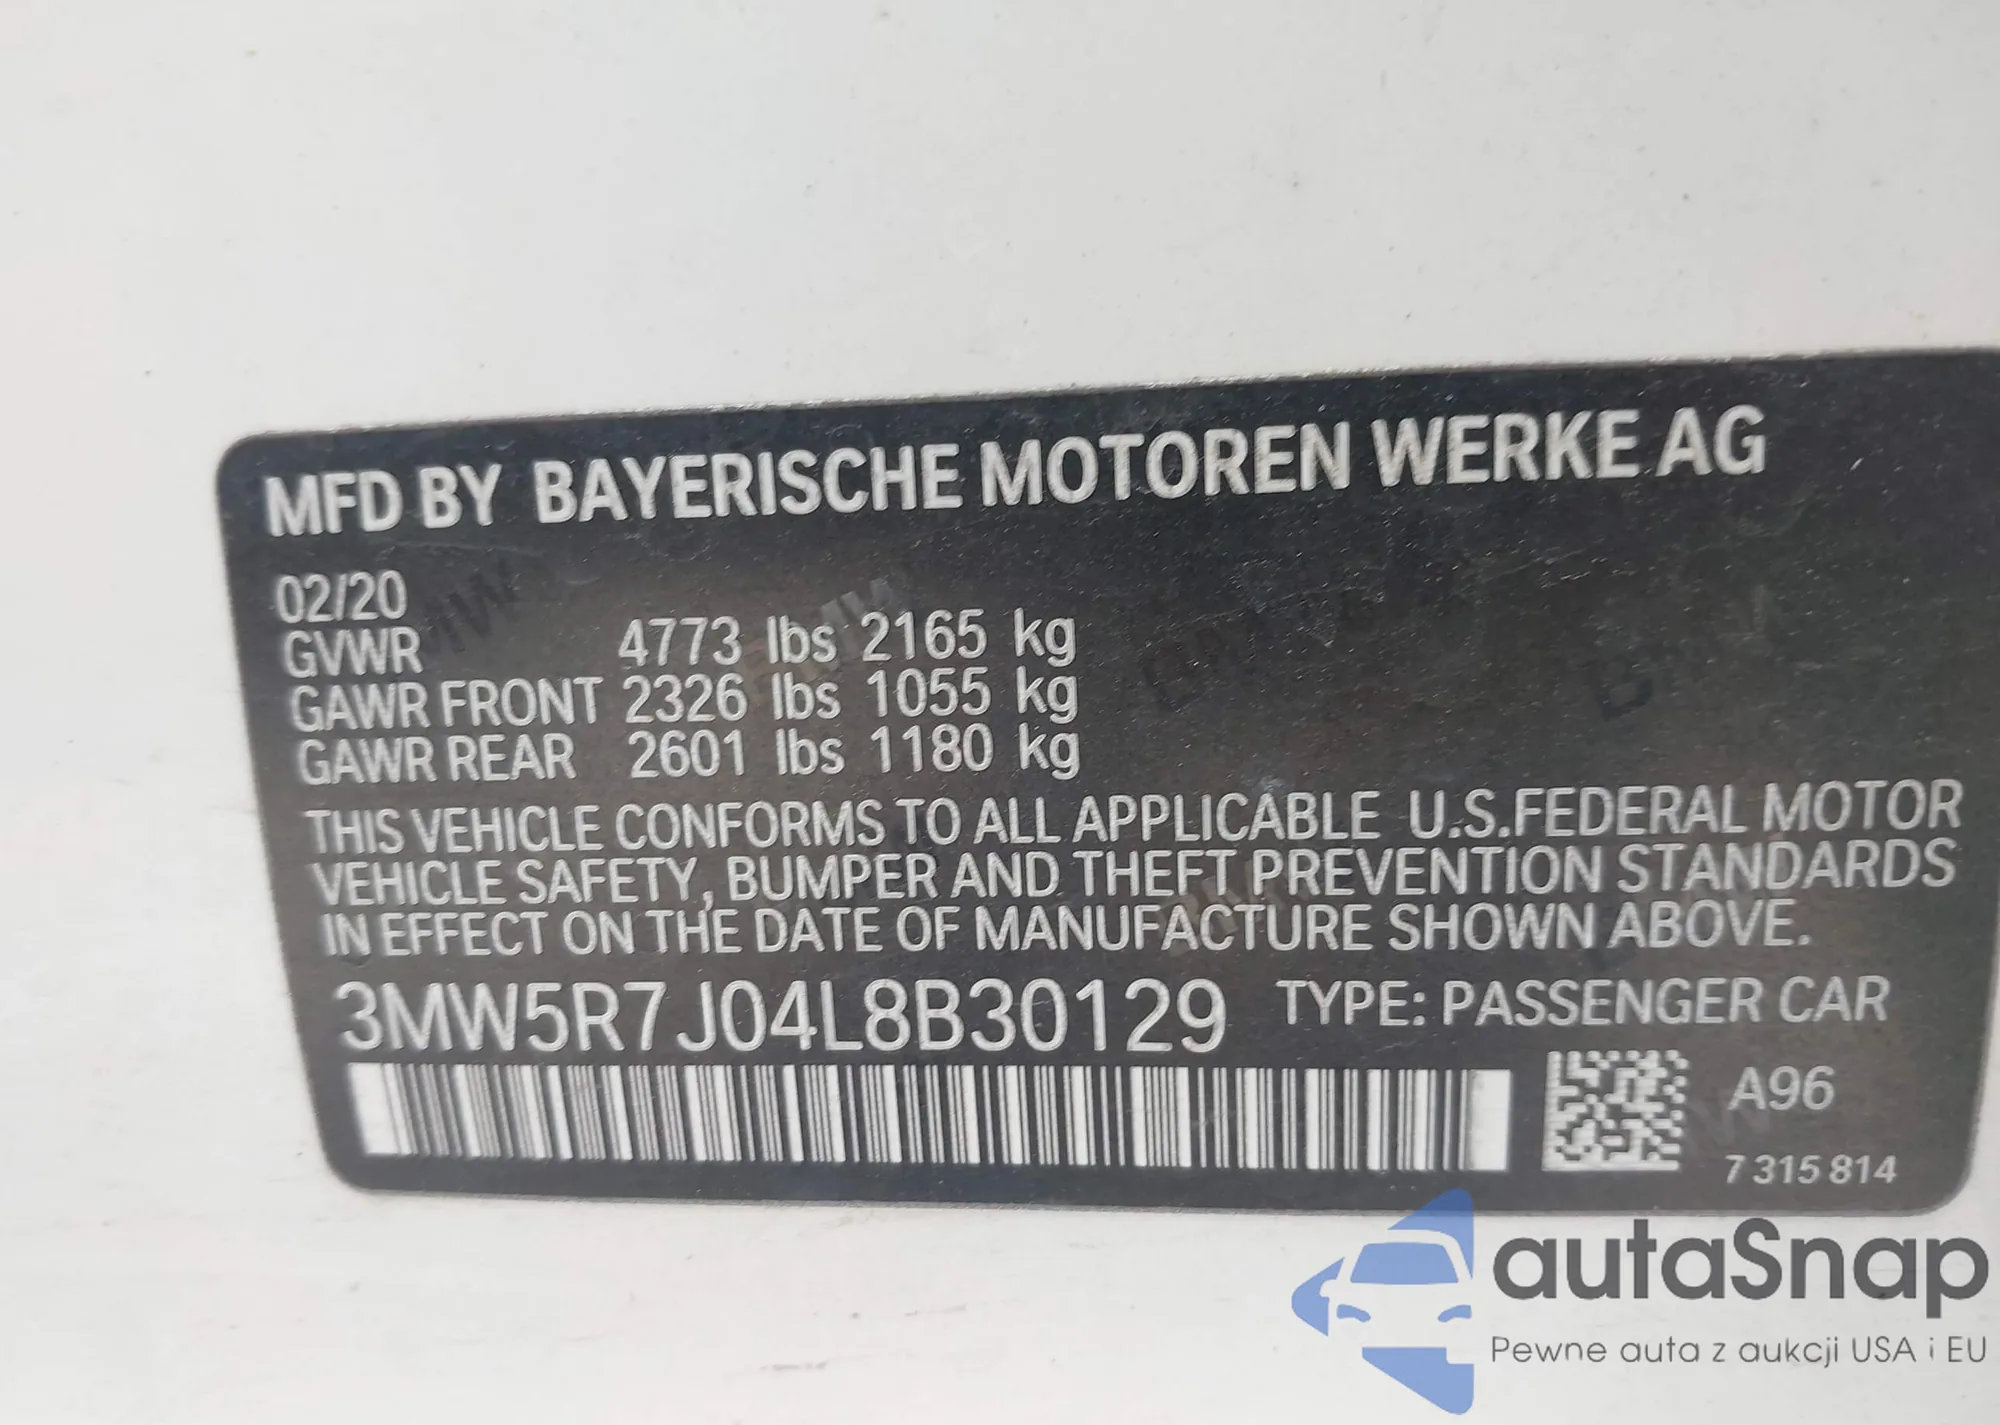 MFD BY BAYERISCHE MOTOREN WERKE AG
02/20
GVWR 4773 lbs 2165 kg
GAWR FRONT 2326 lbs 1055 kg
GAWR REAR 2601 lbs 1180 kg
THIS VEHICLE CONFORMS TO ALL APPLICABLE U.S.FEDERAL MOTOR
VEHICLE SAFETY, BUMPER AND THEFT PREVENTION STANDARDS
IN EFFECT ON THE DATE OF MANUFACTURE SHOWN ABOVE.
3MW5R7J04L8B30129 TYPE: PASSENGER CAR
A96
7 315 814
autaSnap
Pewne auta z aukcji USA i EU